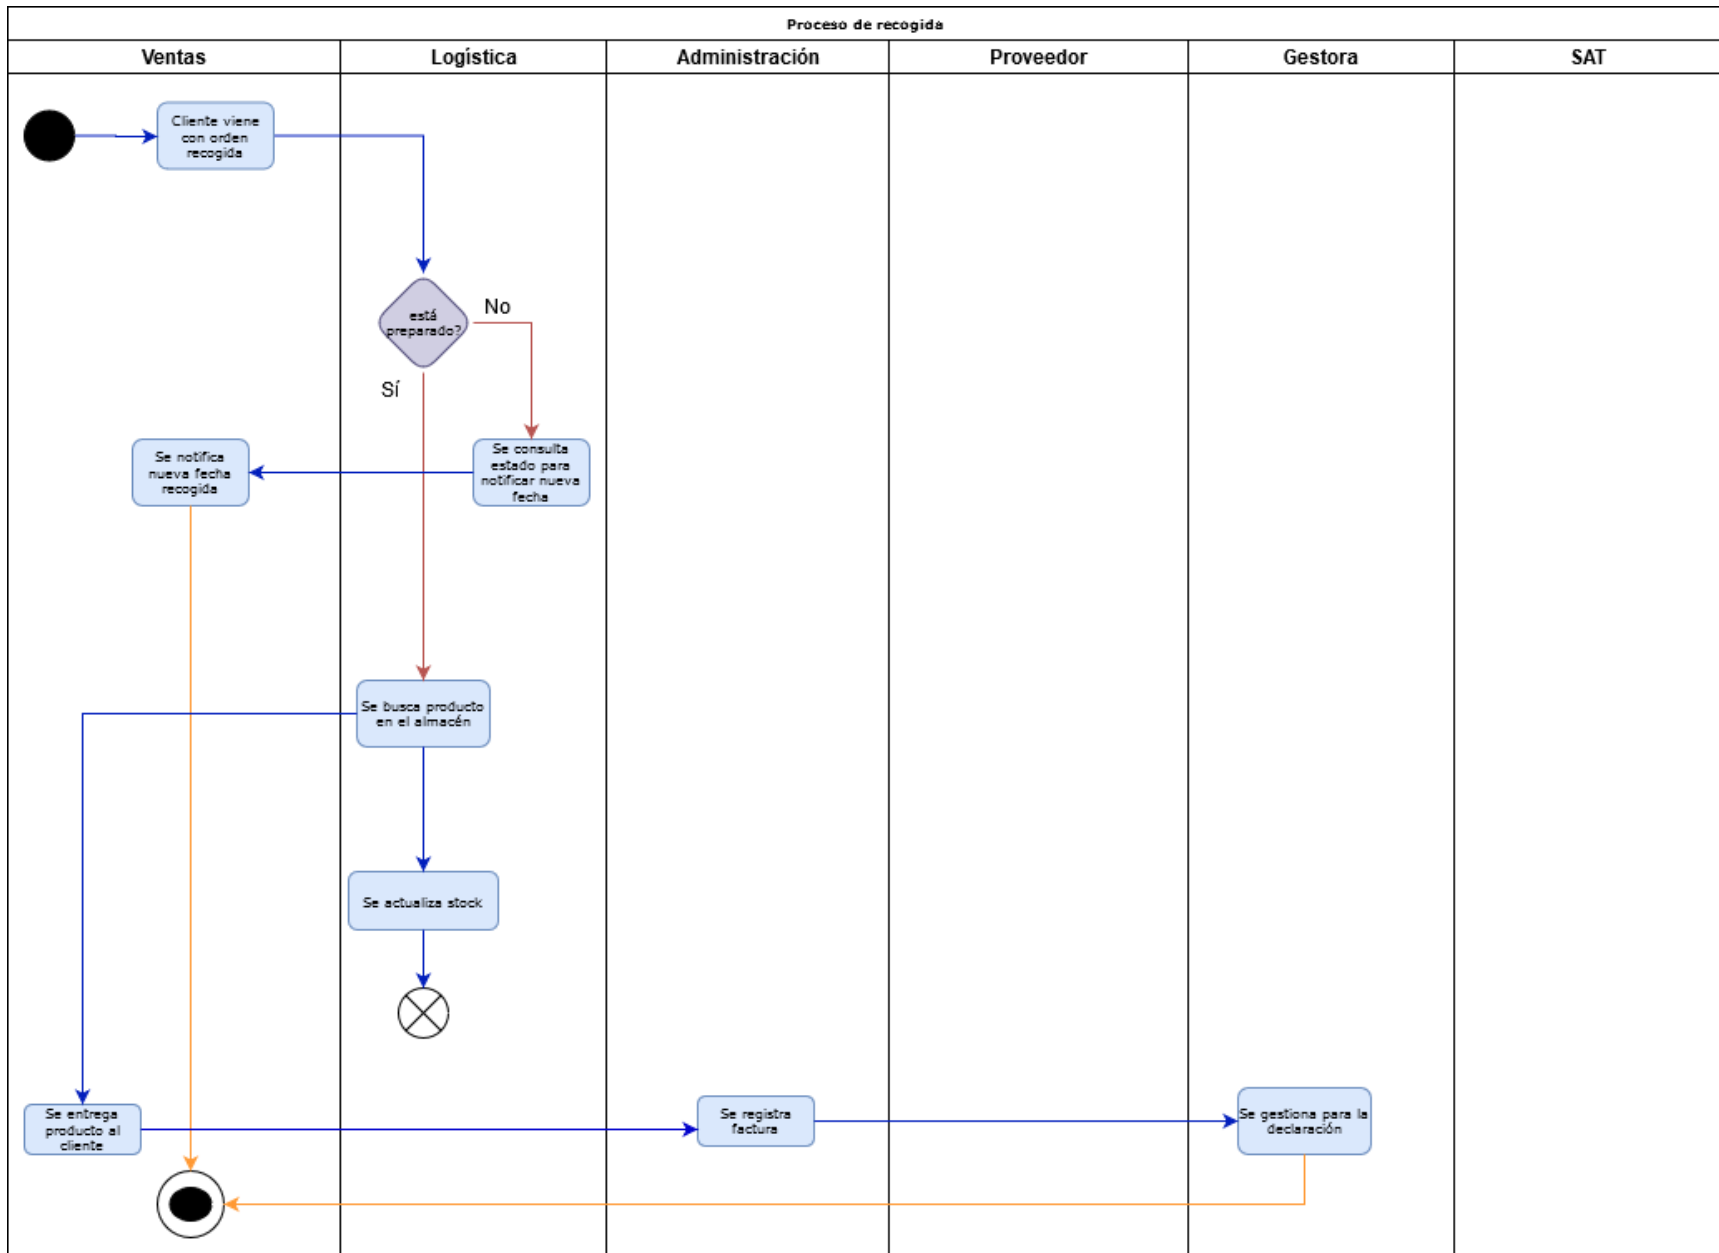 Proceso de recogida
Ventas
Logística
Administración
Proveedor
Gestora
SAT
Cliente viene
con orden
recogida
está
preparado?
No
Sí
Se notifica
nueva fecha
recogida
Se consulta
estado para
notificar nueva
fecha
Se busca producto
en el almacén
Se actualiza stock
Se entrega
producto al
cliente
Se registra
factura
Se gestiona para la
declaración